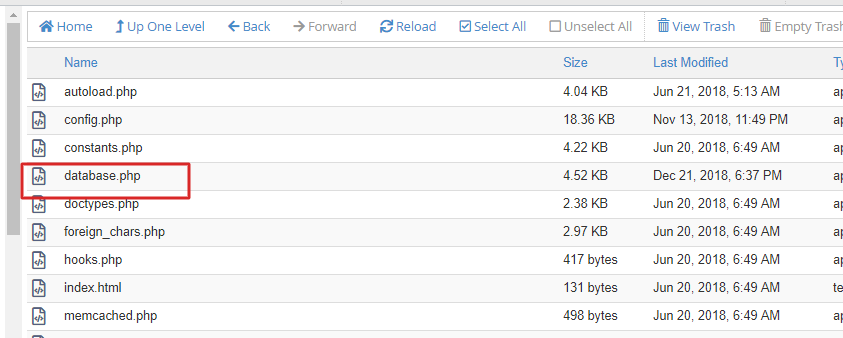 Home Up One Level Back Forward Reload Select All Unselect All View Trash Empty Trash
Name Size Last Modified Ty
autoload.php 4.04 KB Jun 21, 2018, 5:13 AM ap
config.php 18.36 KB Nov 13, 2018, 11:49 PM ap
constants.php 4.22 KB Jun 20, 2018, 6:49 AM ap
database.php 4.52 KB Dec 21, 2018, 6:37 PM ap
doctypes.php 2.38 KB Jun 20, 2018, 6:49 AM ap
foreign_chars.php 2.97 KB Jun 20, 2018, 6:49 AM ap
hooks.php 417 bytes Jun 20, 2018, 6:49 AM ap
index.html 131 bytes Jun 20, 2018, 6:49 AM te
memcached.php 498 bytes Jun 20, 2018, 6:49 AM ap